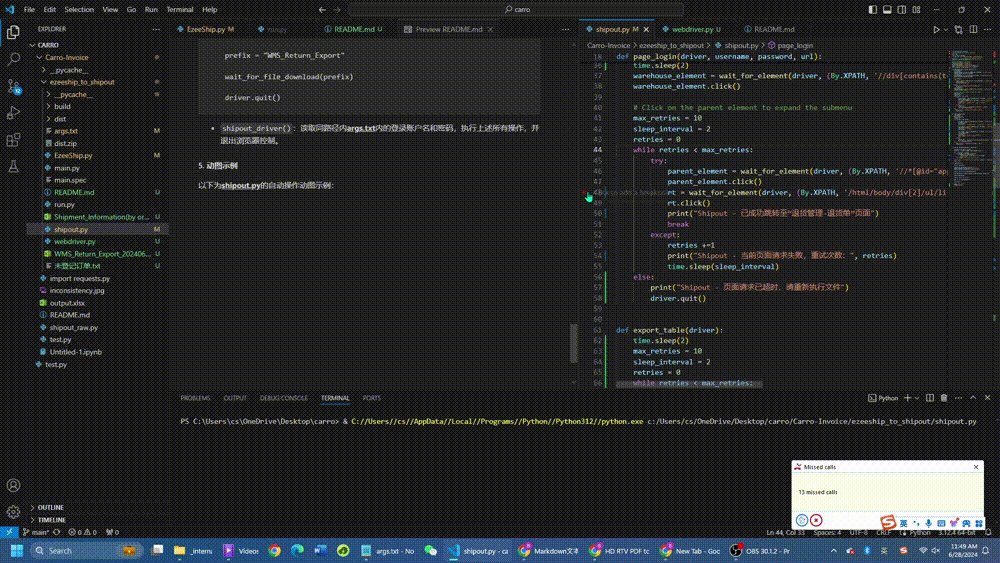 File Edit Selection View Go Run Terminal Help
carro
EXPLORER
CARRO
Carro-Invoice
__pycache__
ezeeship_to_shipout
__pycache__
build
dist
args.txt M
dist.zip
EzeeShip.py M
main.py
main.spec
README.md U
run.py
Shipment_Information(by or... U
shipout.py M
webdriver.py U
WMS_Return_Export_202406... U
未登记订单.txt U
import requests.py
inconsistency.jpg
output.xlsx
README.md
shipout_raw.py
test.py
Untitled-1.ipynb
test.py
OUTLINE
TIMELINE
EzeeShip.py M
run.py
README.md U
Preview README.md
prefix = "WMS_Return_Export"
wait_for_file_download(prefix)
driver.quit()
shipout_driver()：读取同路径内args.txt内的登录账户名和密码，执行上述所有操作，并
退出浏览器控制。
5. 动图示例
以下为shipout.py的自动操作动图示例：
shipout.py M
webdriver.py U
README.md
Carro-Invoice > ezeeship_to_shipout > shipout.py > page_login
18 def page_login(driver, username, password, url):
36 time.sleep(2)
37 warehouse_element = wait_for_element(driver, (By.XPATH, '//div[contains(t
38 warehouse_element.click()
39
40 # Click on the parent element to expand the submenu
41 max_retries = 10
42 sleep_interval = 2
43 retries = 0
44 while retries < max_retries:
45 try:
46 parent_element = wait_for_element(driver, (By.XPATH, '//*[@id="ap
47 parent_element.click()
48 rt = wait_for_element(driver, (By.XPATH, '/html/body/div[2]/ul/li
49 rt.click()
50 print("Shipout - 已成功跳转至"退货管理-退货单"页面")
51 break
52 except:
53 retries +=1
54 print("Shipout - 当前页面请求失败，重试次数：", retries)
55 time.sleep(sleep_interval)
56 else:
57 print("Shipout - 页面请求已超时，请重新执行文件")
58 driver.quit()
59
60
61 def export_table(driver):
62 time.sleep(2)
63 max_retries = 10
64 sleep_interval = 2
65 retries = 0
66 while retries < max_retries:
PROBLEMS OUTPUT DEBUG CONSOLE TERMINAL PORTS
Python
PS C:\Users\cs\OneDrive\Desktop\carro> & C://Users//cs//AppData//Local//Programs//Python//Python312//python.exe c:/Users/cs/OneDrive/Desktop/carro/Carro-Invoice/ezeeship_to_shipout/shipout.py
Missed calls
13 missed calls
英
main* 0 0 0 Ln 44, Col 33 Spaces: 4 UTF-8 CRLF Python 3.12.4 64-bit
Search
_interna
Videos
args.txt - No
shipout.py - ca
Markdown文本
HD RTV PDF to
New Tab - Goo
OBS 30.1.2 - Pr
英
11:49 AM
6/28/2024